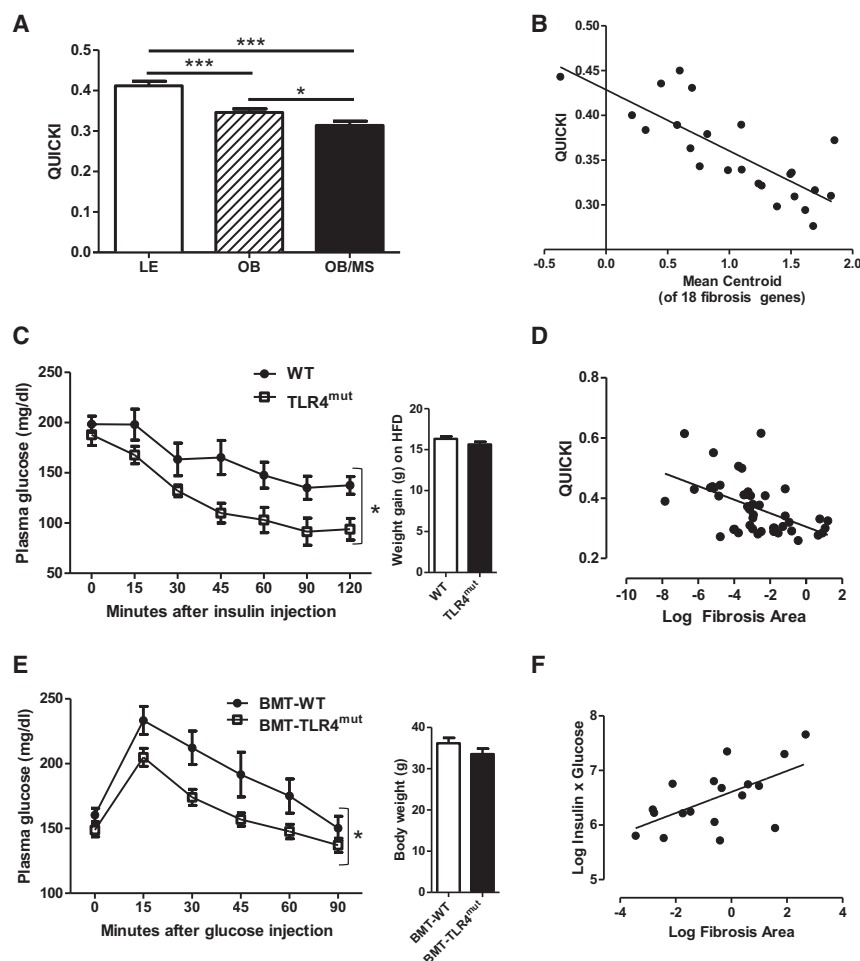 A
***
***
*
QUICKI
0.5
0.4
0.3
0.2
0.1
0.0
LE OB OB/MS
B
QUICKI
0.50
0.45
0.40
0.35
0.30
-0.5 0.0 0.5 1.0 1.5 2.0
Mean Centroid
(of 18 fibrosis genes)
C
WT
TLR4mut
Plasma glucose (mg/dl)
250
200
150
100
50
*
0 15 30 45 60 90 120
Minutes after insulin injection
Weight gain (g) on HFD
20
15
10
5
0
WT
TLR4mut
D
QUICKI
0.8
0.6
0.4
0.2
-10 -8 -6 -4 -2 0 2
Log Fibrosis Area
E
BMT-WT
BMT-TLR4mut
Plasma glucose (mg/dl)
250
200
150
100
*
0 15 30 45 60 90
Minutes after glucose injection
Body weight (g)
40
30
20
10
0
BMT-WT
BMT-TLR4mut
F
Log Insulin x Glucose
8
7
6
5
-4 -2 0 2 4
Log Fibrosis Area